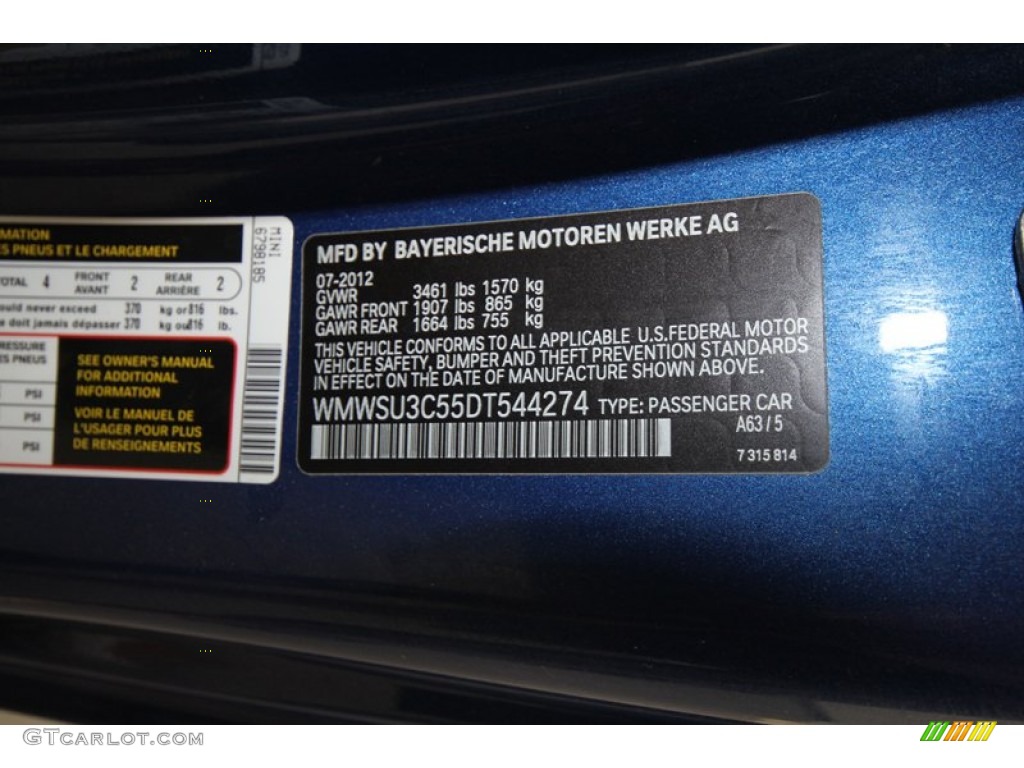 MATION
ES PNEUS ET LE CHARGEMENT
OTAL 4 FRONT AVANT 2 REAR ARRIÈRE 2
ould never exceed 370 kg or 816 lbs.
e doit jamais dépasser 370 kg ou 816 lb.
RESSURE
ES PNEUS
PSI
PSI
PSI
SEE OWNER'S MANUAL
FOR ADDITIONAL
INFORMATION
VOIR LE MANUEL DE
L'USAGER POUR PLUS
DE RENSEIGNEMENTS
MINI
6798185
MFD BY BAYERISCHE MOTOREN WERKE AG
07-2012
GVWR 3461 lbs 1570 kg
GAWR FRONT 1907 lbs 865 kg
GAWR REAR 1664 lbs 755 kg
THIS VEHICLE CONFORMS TO ALL APPLICABLE U.S.FEDERAL MOTOR
VEHICLE SAFETY, BUMPER AND THEFT PREVENTION STANDARDS
IN EFFECT ON THE DATE OF MANUFACTURE SHOWN ABOVE.
WMWSU3C55DT544274 TYPE: PASSENGER CAR
A63 / 5
7 315 814
GTcarlot.com